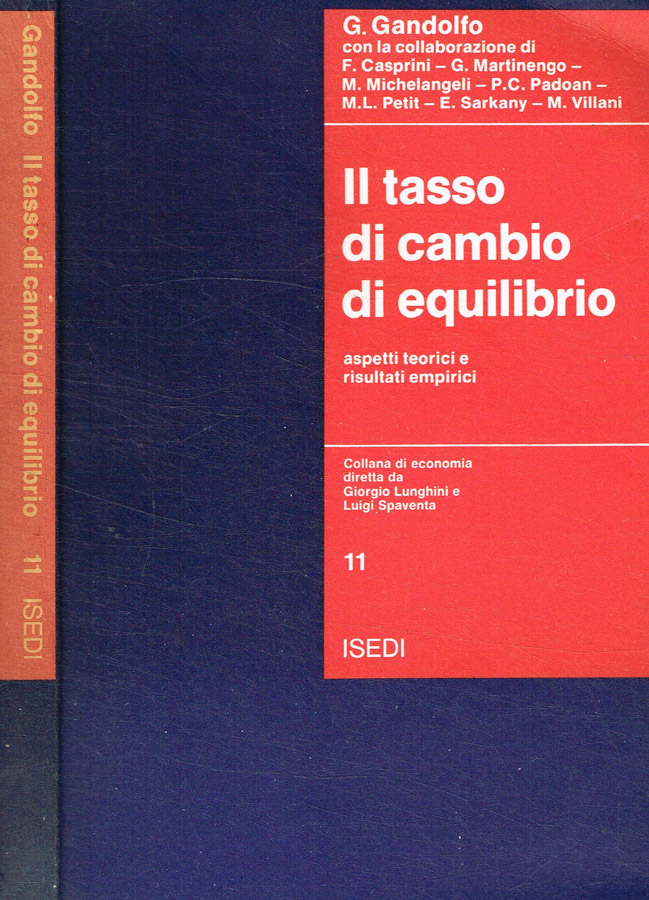 Gandolfo Il tasso di cambio di equilibrio 11 ISEDI
G. Gandolfo
con la collaborazione di
F. Casprini – G. Martinengo –
M. Michelangeli – P.C. Padoan –
M.L. Petit – E. Sarkany – M. Villani
Il tasso
di cambio
di equilibrio
aspetti teorici e
risultati empirici
Collana di economia
diretta da
Giorgio Lunghini e
Luigi Spaventa
11
ISEDI